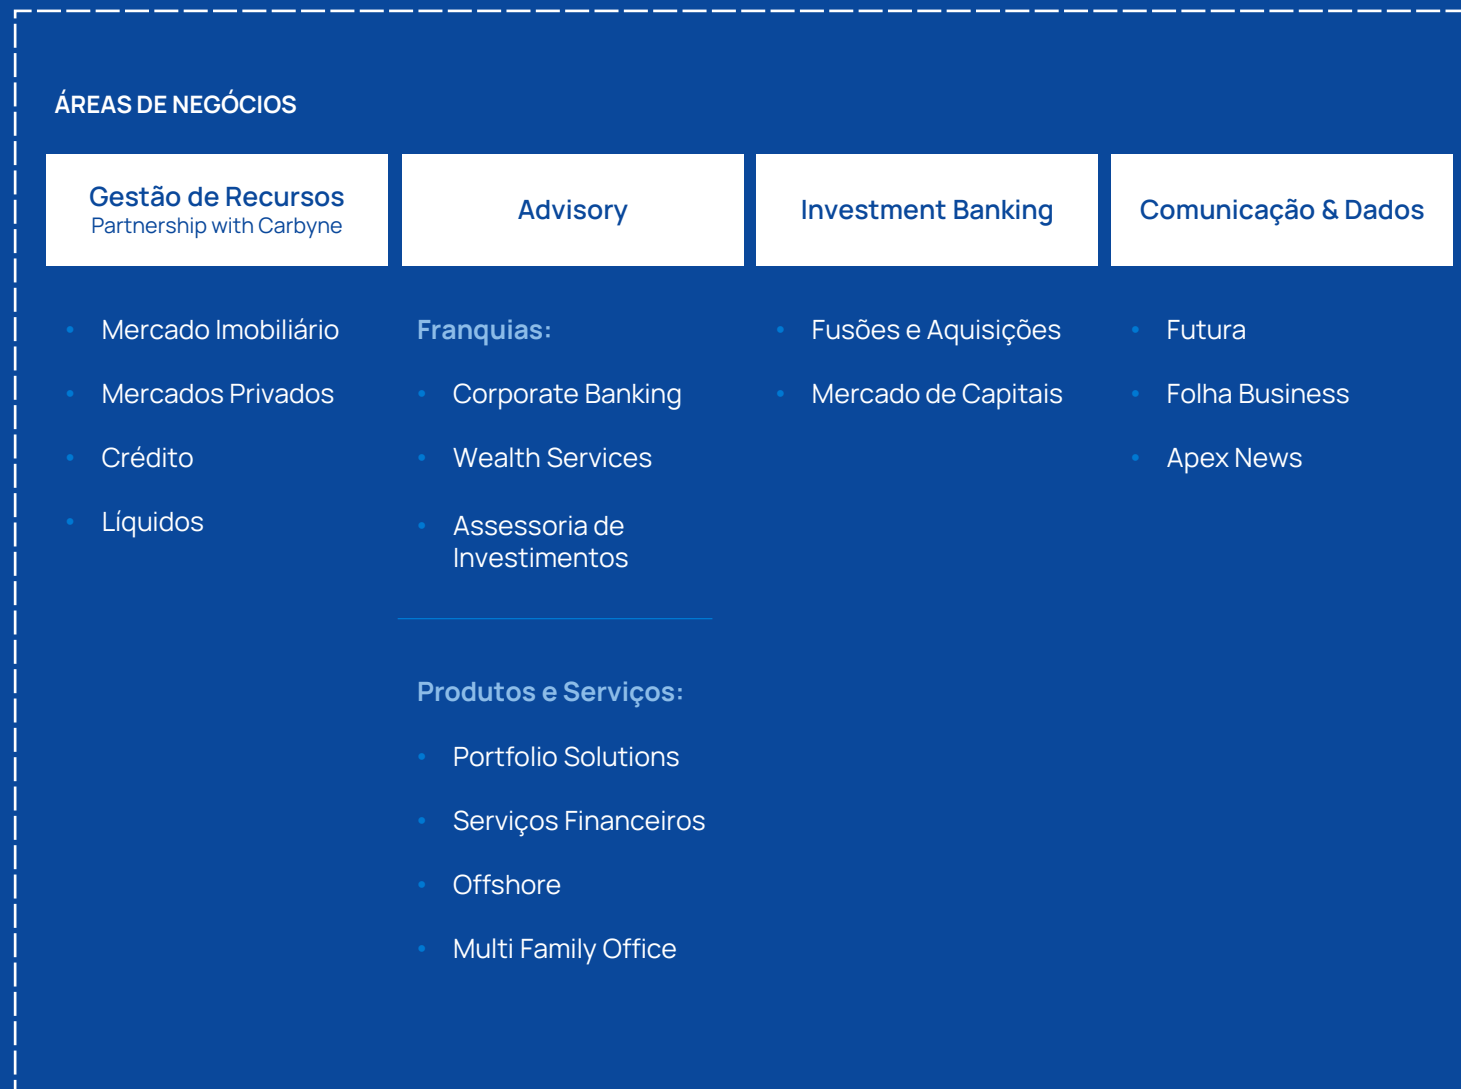 ÁREAS DE NEGÓCIOS
Gestão de Recursos
Partnership with Carbyne
• Mercado Imobiliário
• Mercados Privados
• Crédito
• Líquidos
Advisory
Franquias:
• Corporate Banking
• Wealth Services
• Assessoria de
Investimentos
Produtos e Serviços:
• Portfolio Solutions
• Serviços Financeiros
• Offshore
• Multi Family Office
Investment Banking
• Fusões e Aquisições
• Mercado de Capitais
Comunicação & Dados
• Futura
• Folha Business
• Apex News